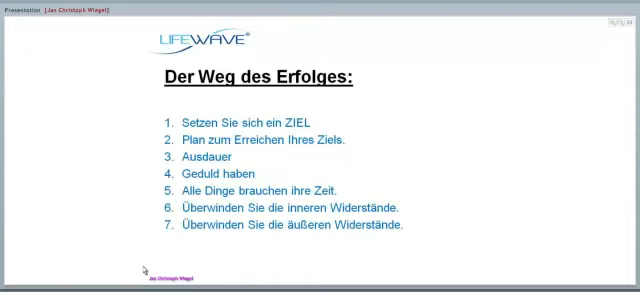 Presentation [Jan Christoph Wiegel]
LIFEWAVE®
Der Weg des Erfolges:
1. Setzen Sie sich ein ZIEL
2. Plan zum Erreichen Ihres Ziels.
3. Ausdauer
4. Geduld haben
5. Alle Dinge brauchen ihre Zeit.
6. Überwinden Sie die inneren Widerstände.
7. Überwinden Sie die äußeren Widerstände.
Jan Christoph Wiegel